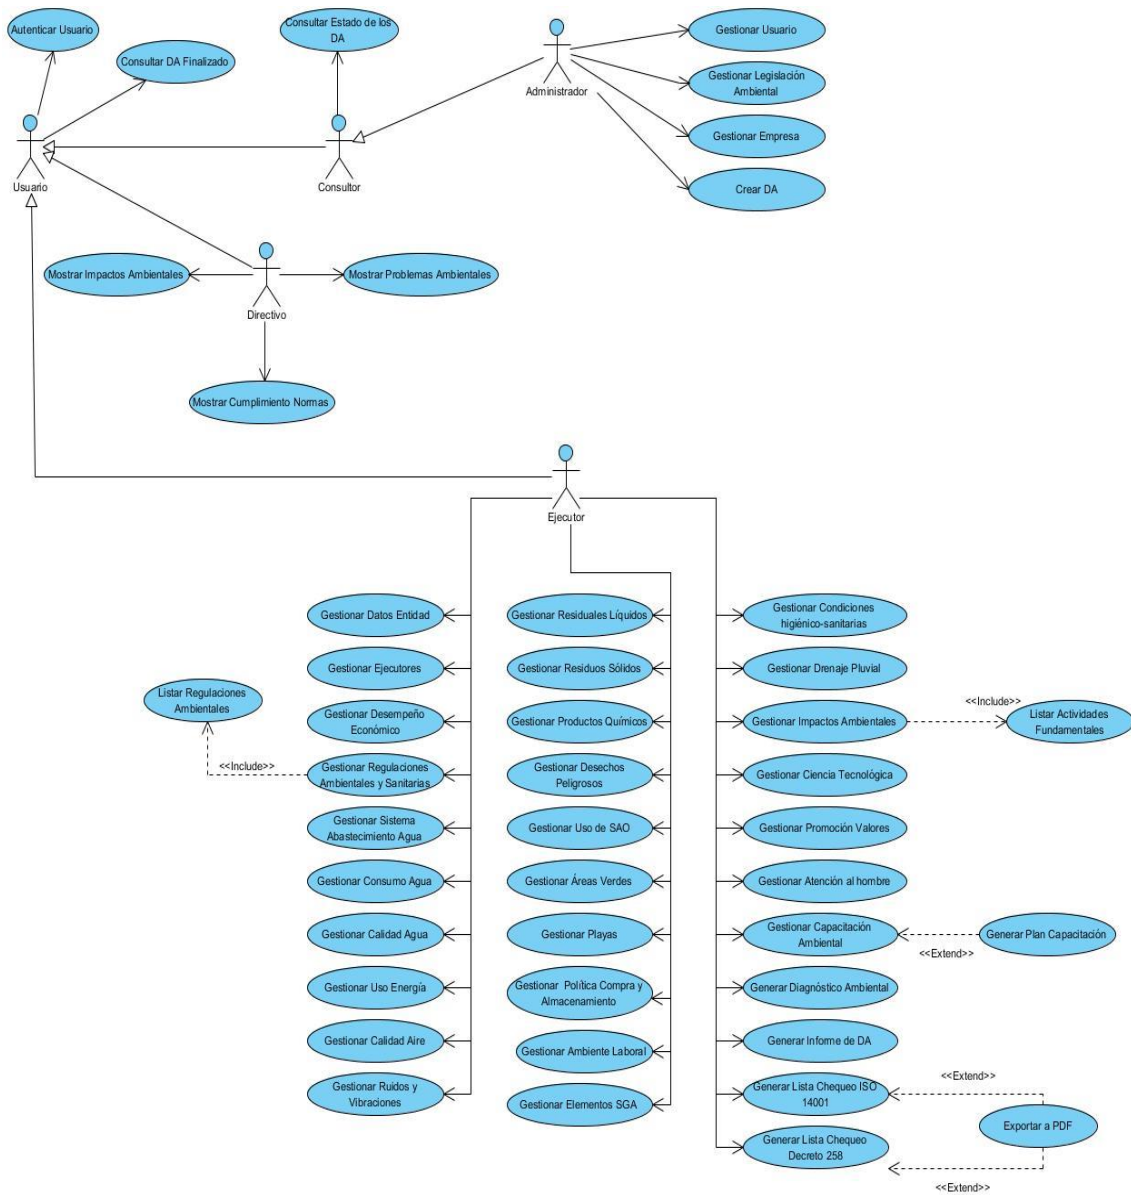 Autenticar Usuario
Consultar DA Finalizado
Consultar Estado de los
DA
Gestionar Usuario
Gestionar Legislación
Ambiental
Gestionar Empresa
Crear DA
Administrador
Usuario
Consultor
Mostrar Impactos Ambientales
Mostrar Problemas Ambientales
Directivo
Mostrar Cumplimiento Normas
Ejecutor
Gestionar Datos Entidad
Gestionar Ejecutores
Gestionar Desempeño
Económico
Listar Regulaciones
Ambientales
<<Include>>
Gestionar Regulaciones
Ambientales y Sanitarias
Gestionar Sistema
Abastecimiento Agua
Gestionar Consumo Agua
Gestionar Calidad Agua
Gestionar Uso Energía
Gestionar Calidad Aire
Gestionar Ruidos y
Vibraciones
Gestionar Residuales Líquidos
Gestionar Residuos Sólidos
Gestionar Productos Químicos
Gestionar Desechos
Peligrosos
Gestionar Uso de SAO
Gestionar Áreas Verdes
Gestionar Playas
Gestionar Política Compra y
Almacenamiento
Gestionar Ambiente Laboral
Gestionar Elementos SGA
Gestionar Condiciones
higiénico-sanitarias
Gestionar Drenaje Pluvial
Gestionar Impactos Ambientales
<<Include>>
Listar Actividades
Fundamentales
Gestionar Ciencia Tecnológica
Gestionar Promoción Valores
Gestionar Atención al hombre
Gestionar Capacitación
Ambiental
<<Extend>>
Generar Plan Capacitación
Generar Diagnóstico Ambiental
Generar Informe de DA
Generar Lista Chequeo ISO
14001
<<Extend>>
Exportar a PDF
Generar Lista Chequeo
Decreto 258
<<Extend>>